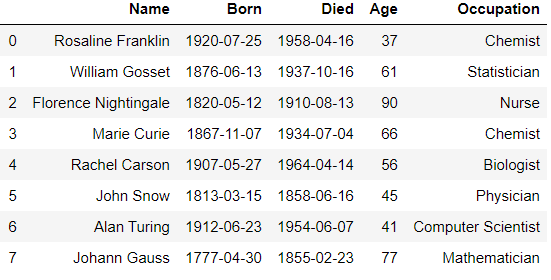 Name Born Died Age Occupation
0 Rosaline Franklin 1920-07-25 1958-04-16 37 Chemist
1 William Gosset 1876-06-13 1937-10-16 61 Statistician
2 Florence Nightingale 1820-05-12 1910-08-13 90 Nurse
3 Marie Curie 1867-11-07 1934-07-04 66 Chemist
4 Rachel Carson 1907-05-27 1964-04-14 56 Biologist
5 John Snow 1813-03-15 1858-06-16 45 Physician
6 Alan Turing 1912-06-23 1954-06-07 41 Computer Scientist
7 Johann Gauss 1777-04-30 1855-02-23 77 Mathematician